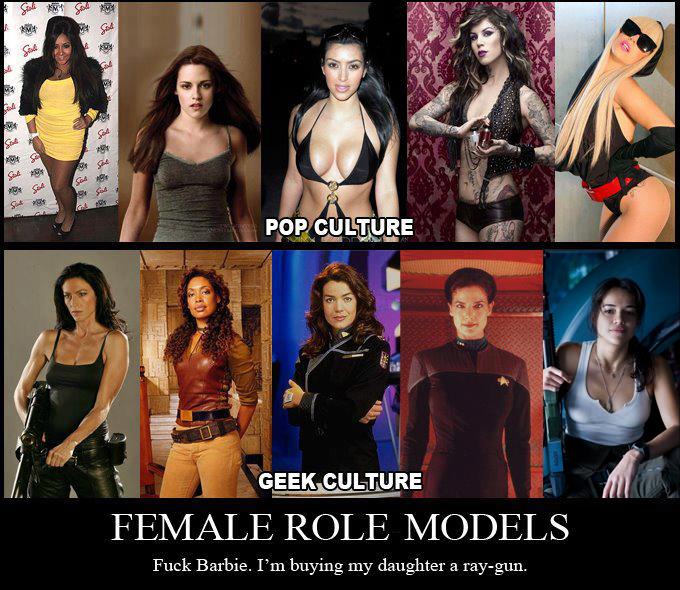 POP CULTURE
GEEK CULTURE
FEMALE ROLE MODELS
Fuck Barbie. I'm buying my daughter a ray-gun.